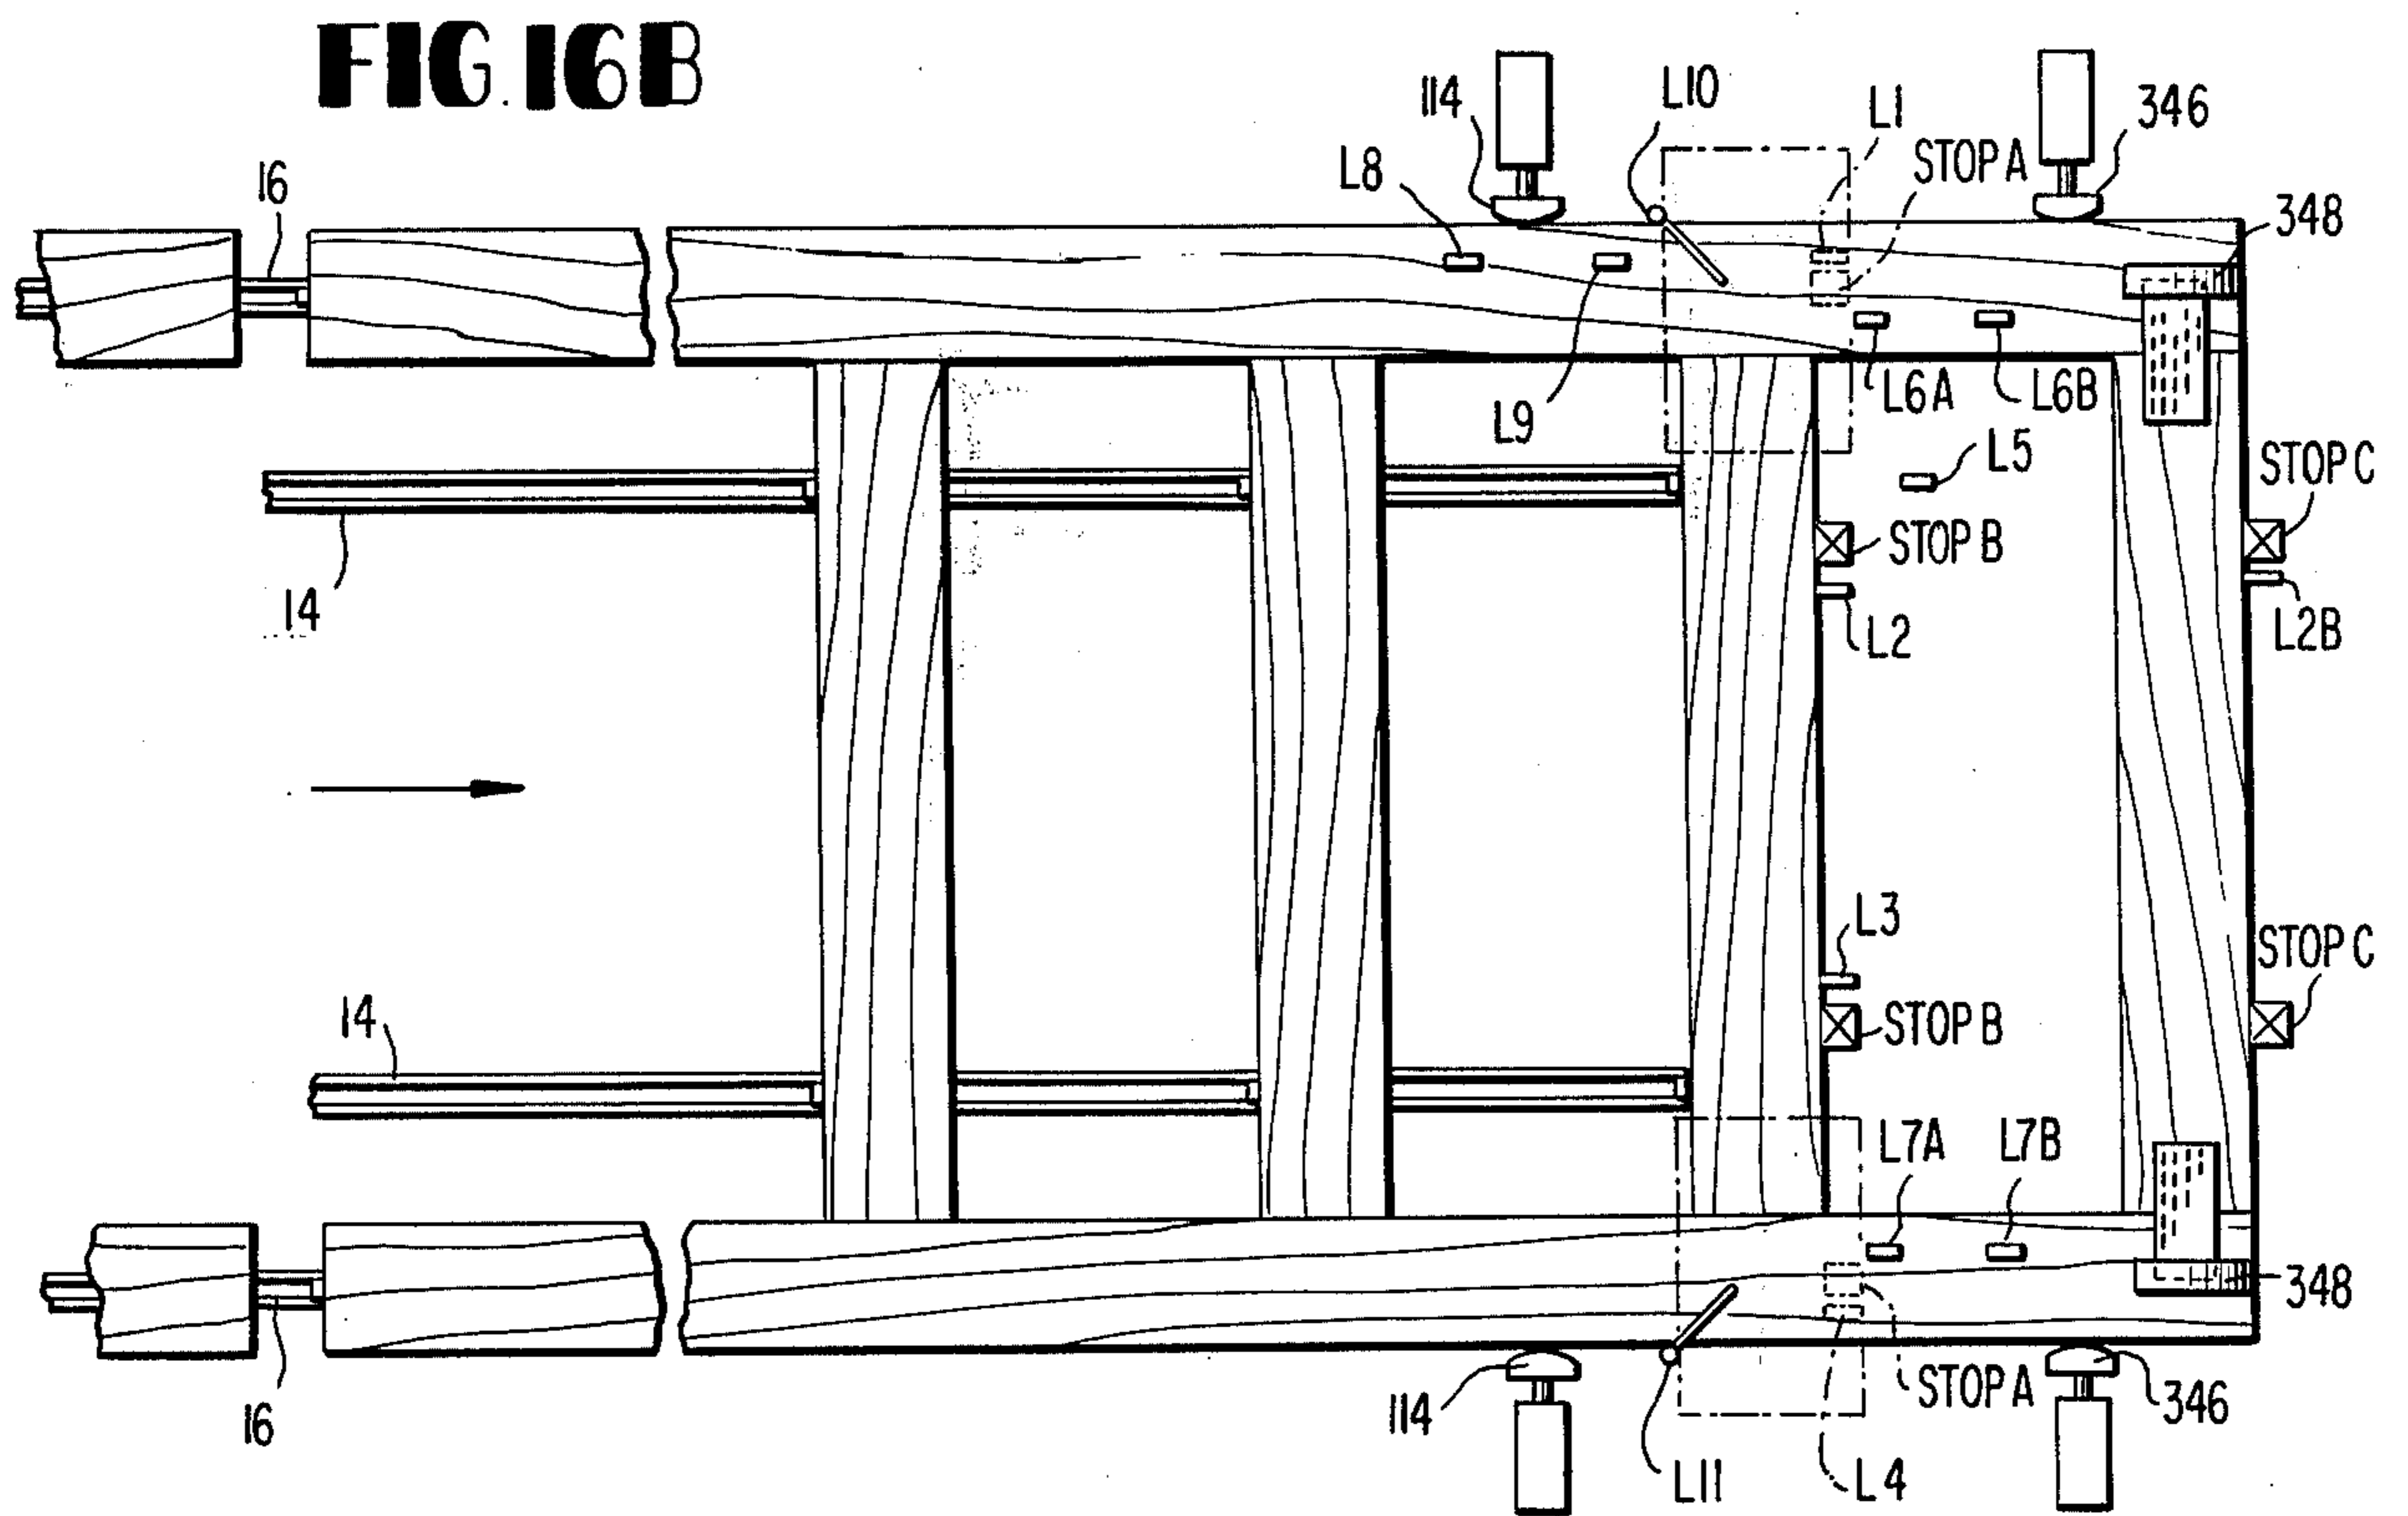 FIG. 16B
114
L10
L1
346
STOP A
16
L8
348
L9
L6A
L6B
L5
STOP C
STOP B
14
L2
L2B
L3
STOP C
14
STOP B
L7A
L7B
348
STOP A
346
114
16
L11
L4